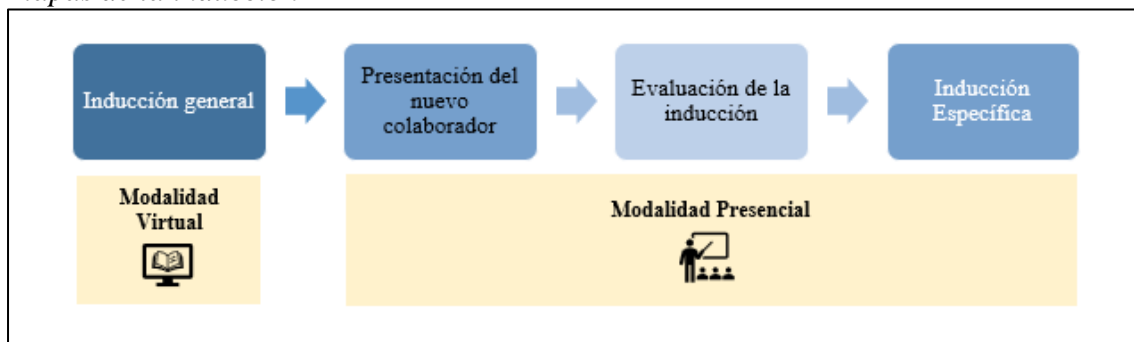 Inducción general
Presentación del
nuevo
colaborador
Evaluación de la
inducción
Inducción
Específica
Modalidad
Virtual
Modalidad Presencial